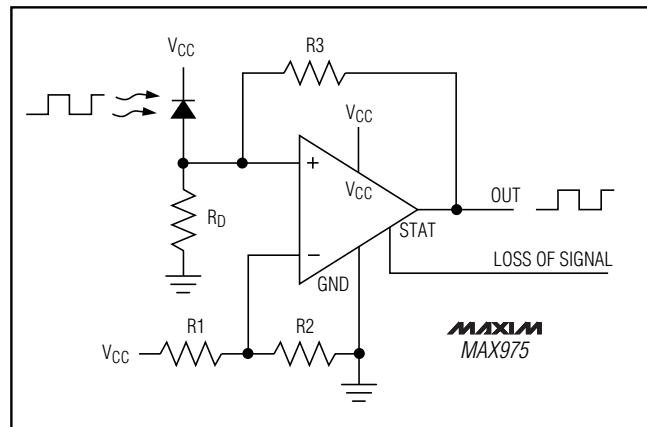 VCC
R3
VCC
+
VCC
OUT
RD
STAT
−
LOSS OF SIGNAL
GND
R1
R2
MAXIM
VCC
MAX975